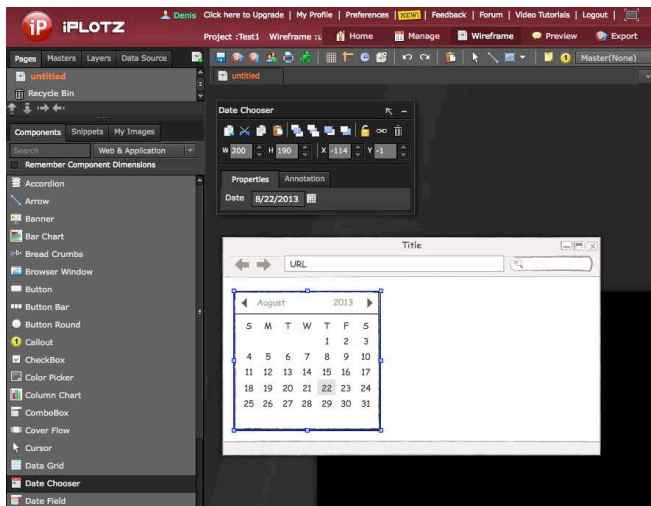 iP iPLOTZ
Denis Click here to Upgrade | My Profile | Preferences | NEW! | Feedback | Forum | Video Tutorials | Logout |
Project :Test1 Wireframe :u Home Manage Wireframe Preview Export
Pages Masters Layers Data Source
Master(None)
untitled
untitled
Recycle Bin
Components Snippets My Images
Search Web & Application
Remember Component Dimensions
Accordion
Arrow
Banner
Bar Chart
Bread Crumbs
Browser Window
Button
Button Bar
Button Round
1 Callout
CheckBox
Color Picker
Column Chart
ComboBox
Cover Flow
Cursor
Data Grid
Date Chooser
Date Field
Date Chooser
W 200 H 190 X -114 Y -1
Properties Annotation
Date 8/22/2013
Title
URL
August 2013
S M T W T F S
1 2 3
4 5 6 7 8 9 10
11 12 13 14 15 16 17
18 19 20 21 22 23 24
25 26 27 28 29 30 31